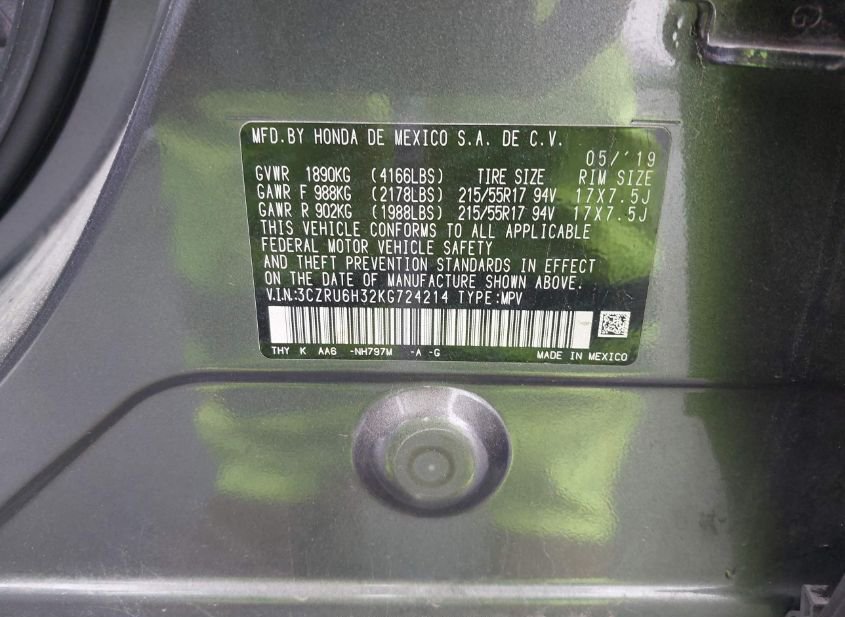 MFD.BY HONDA DE MEXICO S.A. DE C.V.
05/'19
GVWR 1890KG (4166LBS) TIRE SIZE RIM SIZE
GAWR F 988KG (2178LBS) 215/55R17 94V 17X7.5J
GAWR R 902KG (1988LBS) 215/55R17 94V 17X7.5J
THIS VEHICLE CONFORMS TO ALL APPLICABLE
FEDERAL MOTOR VEHICLE SAFETY
AND THEFT PREVENTION STANDARDS IN EFFECT
ON THE DATE OF MANUFACTURE SHOWN ABOVE.
V.I.N:3CZRU6H32KG724214 TYPE:MPV
THY K AA6 -NH797M -A -G MADE IN MEXICO